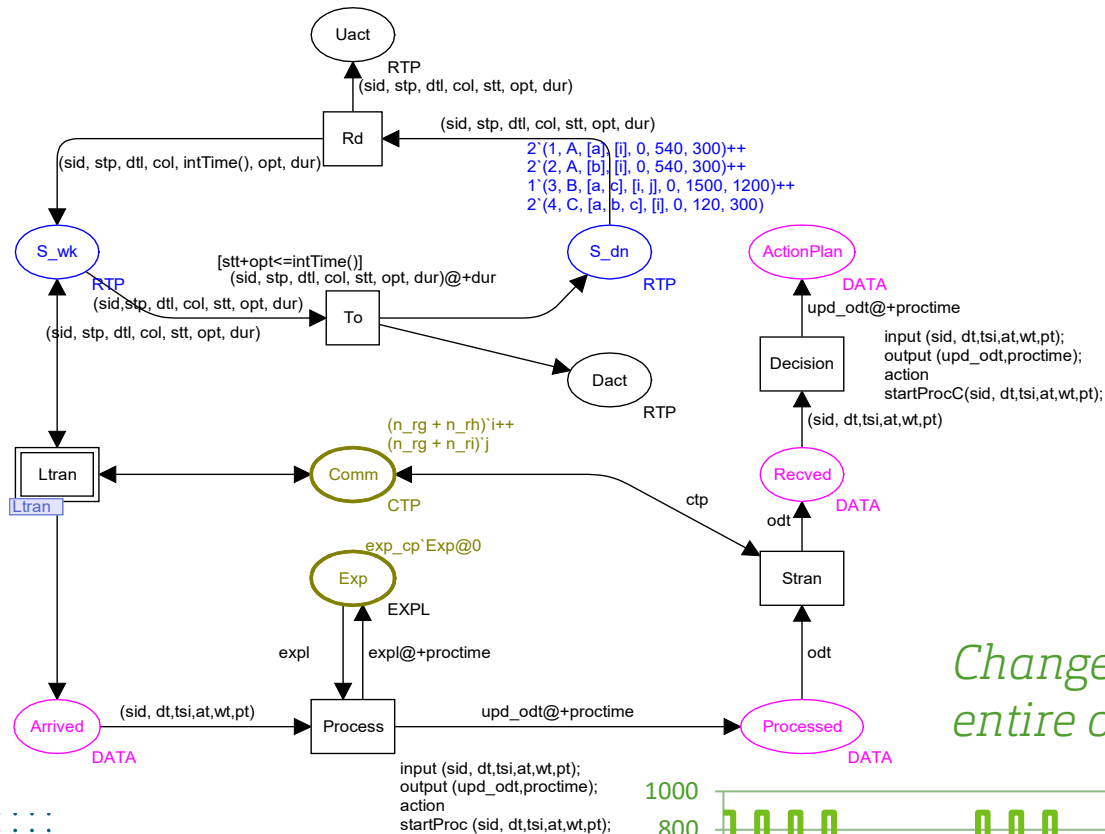 Uact
RTP
(sid, stp, dtl, col, stt, opt, dur)
Rd
(sid, stp, dtl, col, stt, opt, dur)
(sid, stp, dtl, col, intTime(), opt, dur)
2`(1, A, [a], [i], 0, 540, 300)++
2`(2, A, [b], [i], 0, 540, 300)++
1`(3, B, [a, c], [i, j], 0, 1500, 1200)++
2`(4, C, [a, b, c], [i], 0, 120, 300)
S_wk
RTP
[stt+opt<=intTime()]
(sid, stp, dtl, col, stt, opt, dur)@+dur
S_dn
RTP
ActionPlan
DATA
(sid,stp, dtl, col, stt, opt, dur)
To
(sid, stp, dtl, col, stt, opt, dur)
upd_odt@+proctime
Decision
input (sid, dt,tsi,at,wt,pt);
output (upd_odt,proctime);
action
startProcC(sid, dt,tsi,at,wt,pt);
Dact
RTP
(sid, dt,tsi,at,wt,pt)
(n_rg + n_rh)`i++
(n_rg + n_ri)`j
Ltran
Ltran
Comm
CTP
ctp
Recved
DATA
odt
exp_cp`Exp@0
Exp
EXPL
Stran
expl
expl@+proctime
odt
Change
entire c
Arrived
DATA
(sid, dt,tsi,at,wt,pt)
Process
upd_odt@+proctime
Processed
DATA
input (sid, dt,tsi,at,wt,pt);
output (upd_odt,proctime);
action
startProc (sid, dt,tsi,at,wt,pt);
1000
800